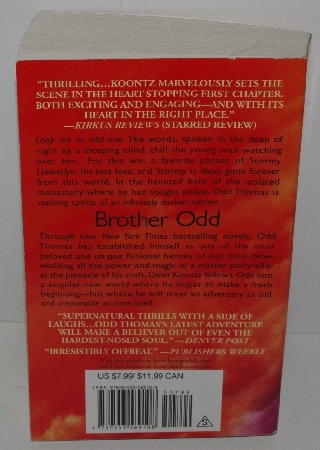 "THRILLING...KOONTZ MARVELOUSLY SETS THE
SCENE IN THE HEART STOPPING FIRST CHAPTER.
BOTH EXCITING AND ENGAGING—AND WITH ITS
HEART IN THE RIGHT PLACE."
—KIRKUS REVIEWS (STARRED REVIEW)
Loop me in, odd one. The words, spoken in the deep of
night by a sleeping child, chill the young man watching
over her. For this was a favorite phrase of Stormy
Llewellyn, his lost love, and Stormy is dead, gone forever
from this world. In the haunted halls of the isolated
monastery where he had sought peace, Odd Thomas is
stalking spirits of an infinitely darker nature.
Brother Odd
Through two New York Times bestselling novels, Odd
Thomas has established himself as one of the most
beloved and unique fictional heroes of our time. Now,
wielding all the power and magic of a master storyteller
at the pinnacle of his craft, Dean Koontz follows Odd into
a singular new world where he hopes to make a fresh
beginning—but where he will meet an adversary as old
and inexorable as time itself.
"SUPERNATURAL THRILLS WITH A SIDE OF
LAUGHS...ODD THOMAS'S LATEST ADVENTURE
WILL MAKE A BELIEVER OUT OF EVEN THE
HARDEST-NOSED SOUL." —DENVER POST
"IRRESISTIBLY OFFBEAT." —PUBLISHERS WEEKLY
US $7.99/ $11.99 CAN